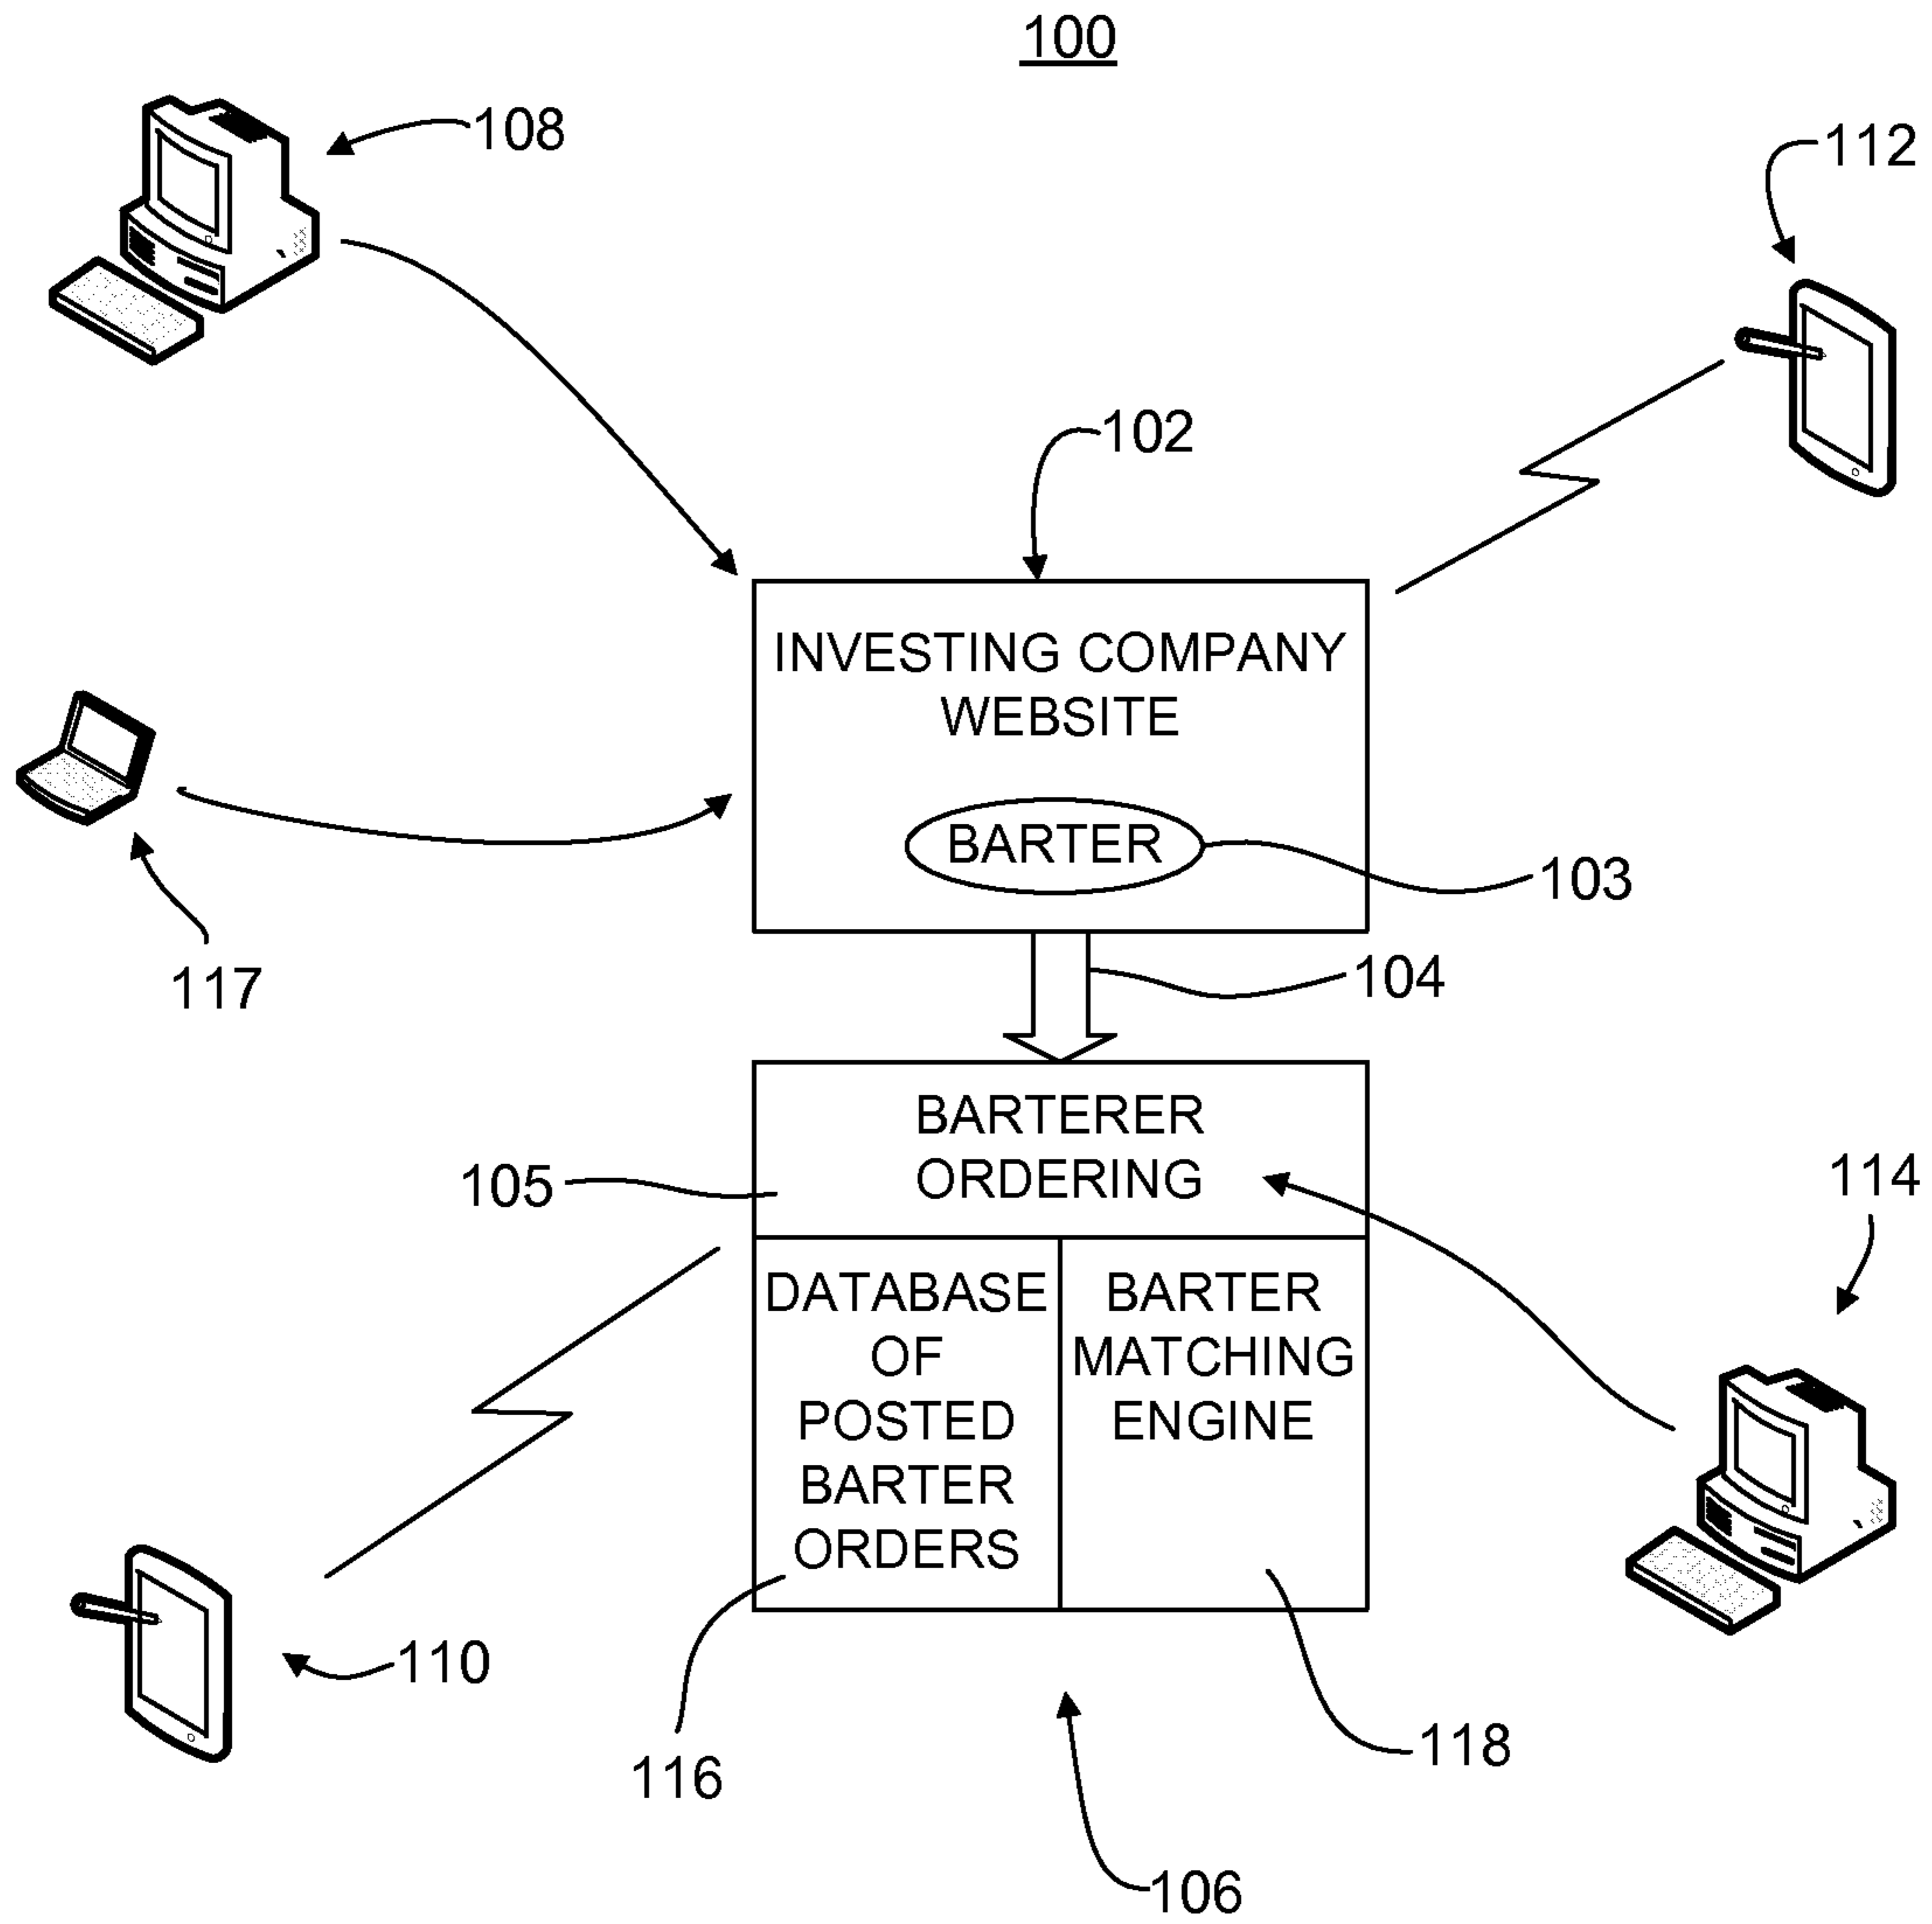 100
108
112
102
INVESTING COMPANY
WEBSITE
BARTER
103
117
104
BARTERER
ORDERING
105
114
DATABASE
OF
POSTED
BARTER
ORDERS
BARTER
MATCHING
ENGINE
110
116
118
106